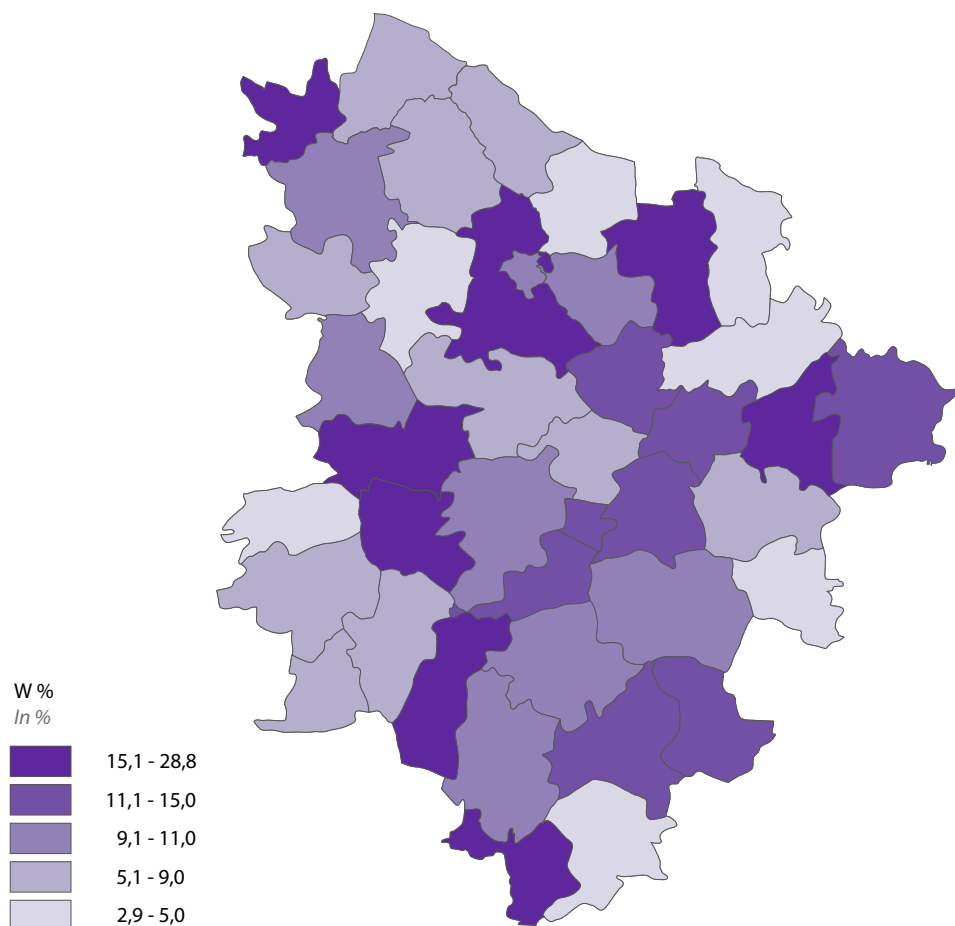 W %
In %
15,1 - 28,8
11,1 - 15,0
9,1 - 11,0
5,1 - 9,0
2,9 - 5,0